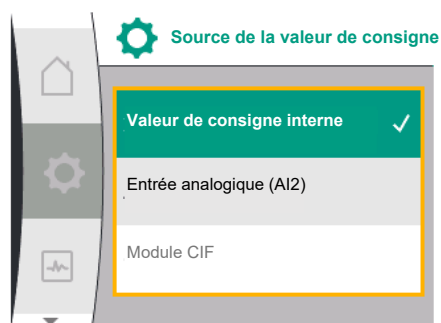 Source de la valeur de consigne
Valeur de consigne interne
Entrée analogique (AI2)
Module CIF